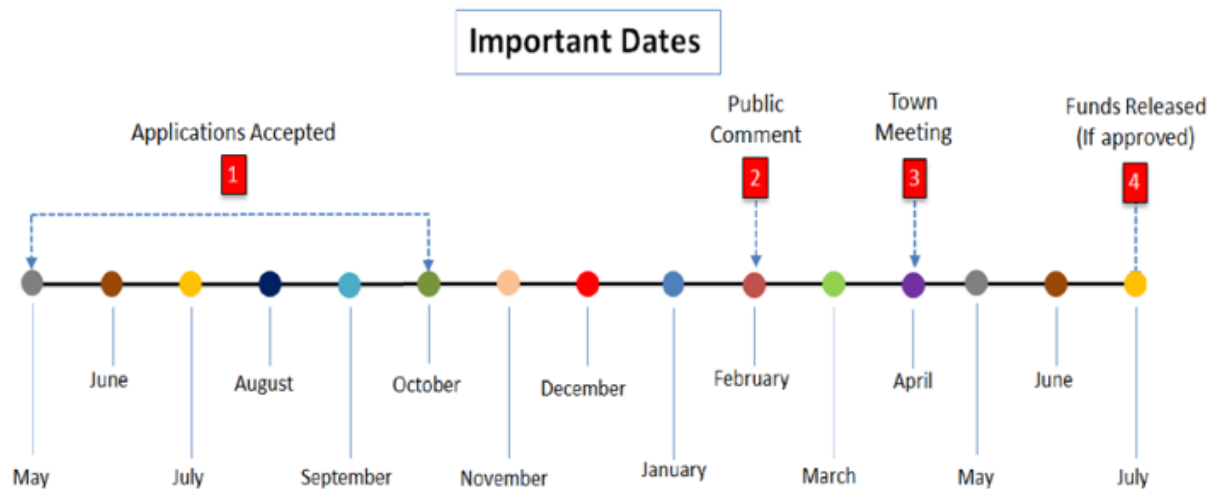 Important Dates
Applications Accepted
1
Public
Comment
2
Town
Meeting
3
Funds Released
(If approved)
4
June
August
October
December
February
April
June
May
July
September
November
January
March
May
July